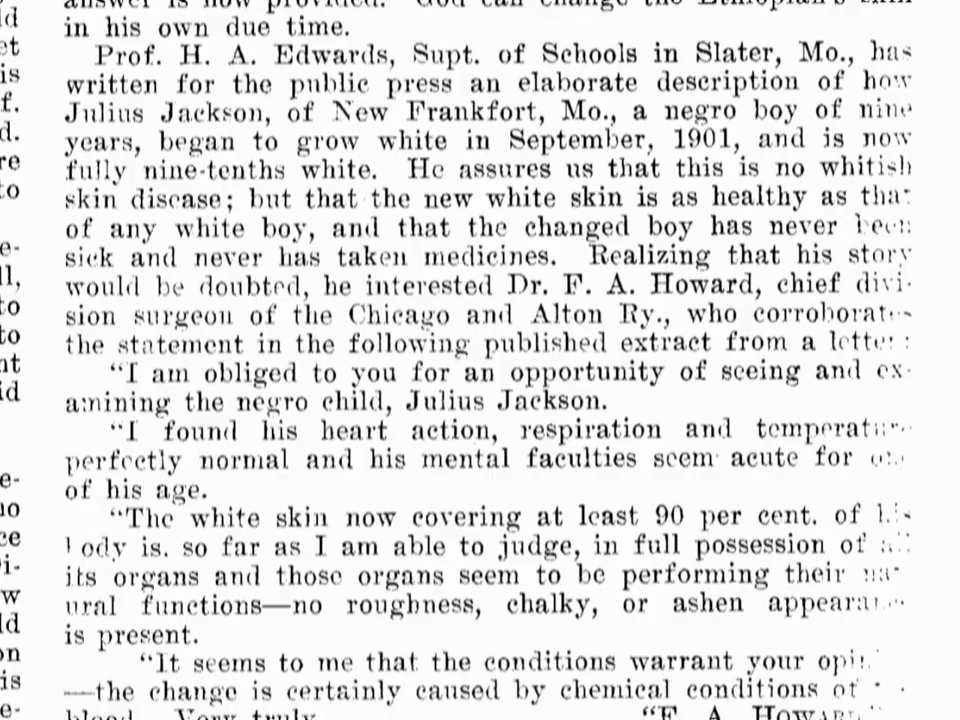 answer is now provided. God can change the Ethiopian's skin
in his own due time.
Prof. H. A. Edwards, Supt. of Schools in Slater, Mo., has
written for the public press an elaborate description of how
Julius Jackson, of New Frankfort, Mo., a negro boy of nine
years, began to grow white in September, 1901, and is now
fully nine-tenths white. He assures us that this is no whitish
skin disease; but that the new white skin is as healthy as that
of any white boy, and that the changed boy has never been
sick and never has taken medicines. Realizing that his story
would be doubted, he interested Dr. F. A. Howard, chief divi-
sion surgeon of the Chicago and Alton Ry., who corroborates
the statement in the following published extract from a letter:
"I am obliged to you for an opportunity of seeing and ex-
amining the negro child, Julius Jackson.
"I found his heart action, respiration and temperature
perfectly normal and his mental faculties seem acute for
of his age.
"The white skin now covering at least 90 per cent. of his
body is, so far as I am able to judge, in full possession of all
its organs and those organs seem to be performing their nat-
ural functions—no roughness, chalky, or ashen appearance
is present.
"It seems to me that the conditions warrant your
—the change is certainly caused by chemical conditions of
blood. Very truly, "F. A. Howard."